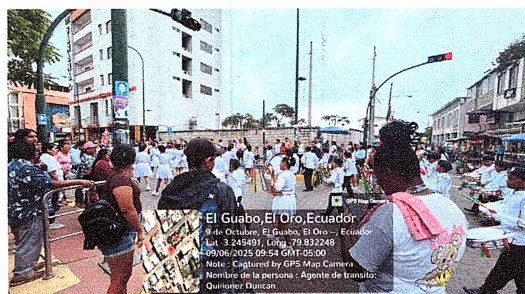 GPS Map Camera
El Guabo,El Oro,Ecuador
9 de Octubre, El Guabo, El Oro –, Ecuador
Lat -3.245491, Long -79.832248
09/06/2025 09:54 GMT-05:00
Note : Captured by GPS Map Camera
Nombre de la persona : Agente de transito:
Quiñonez Duncan